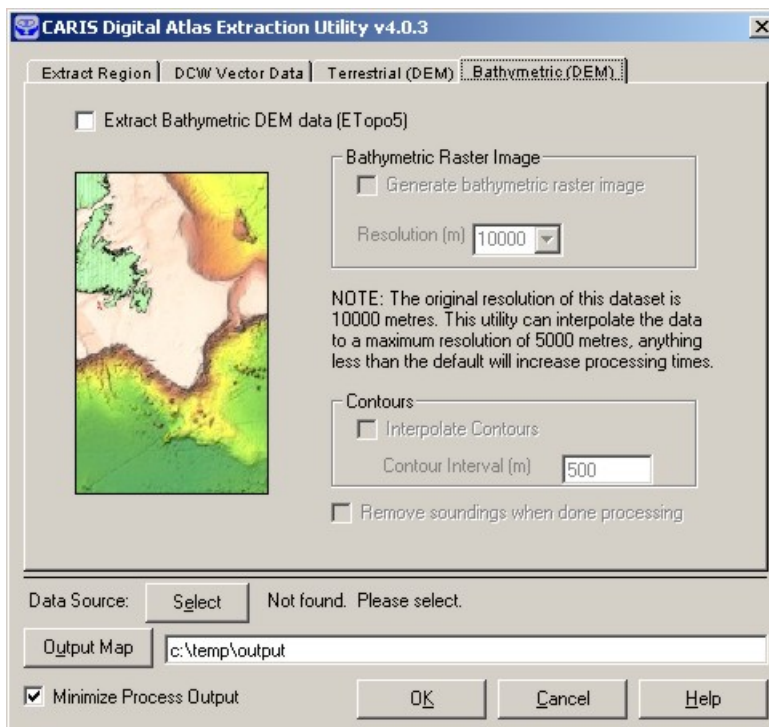 CARIS Digital Atlas Extraction Utility v4.0.3
Extract Region
DCW Vector Data
Terrestrial (DEM)
Bathymetric (DEM)
Extract Bathymetric DEM data (ETopo5)
Bathymetric Raster Image
Generate bathymetric raster image
Resolution (m) 10000
NOTE: The original resolution of this dataset is
10000 metres. This utility can interpolate the data
to a maximum resolution of 5000 metres, anything
less than the default will increase processing times.
Contours
Interpolate Contours
Contour Interval (m) 500
Remove soundings when done processing
Data Source: Select Not found. Please select.
Output Map c:\temp\output
Minimize Process Output
OK Cancel Help